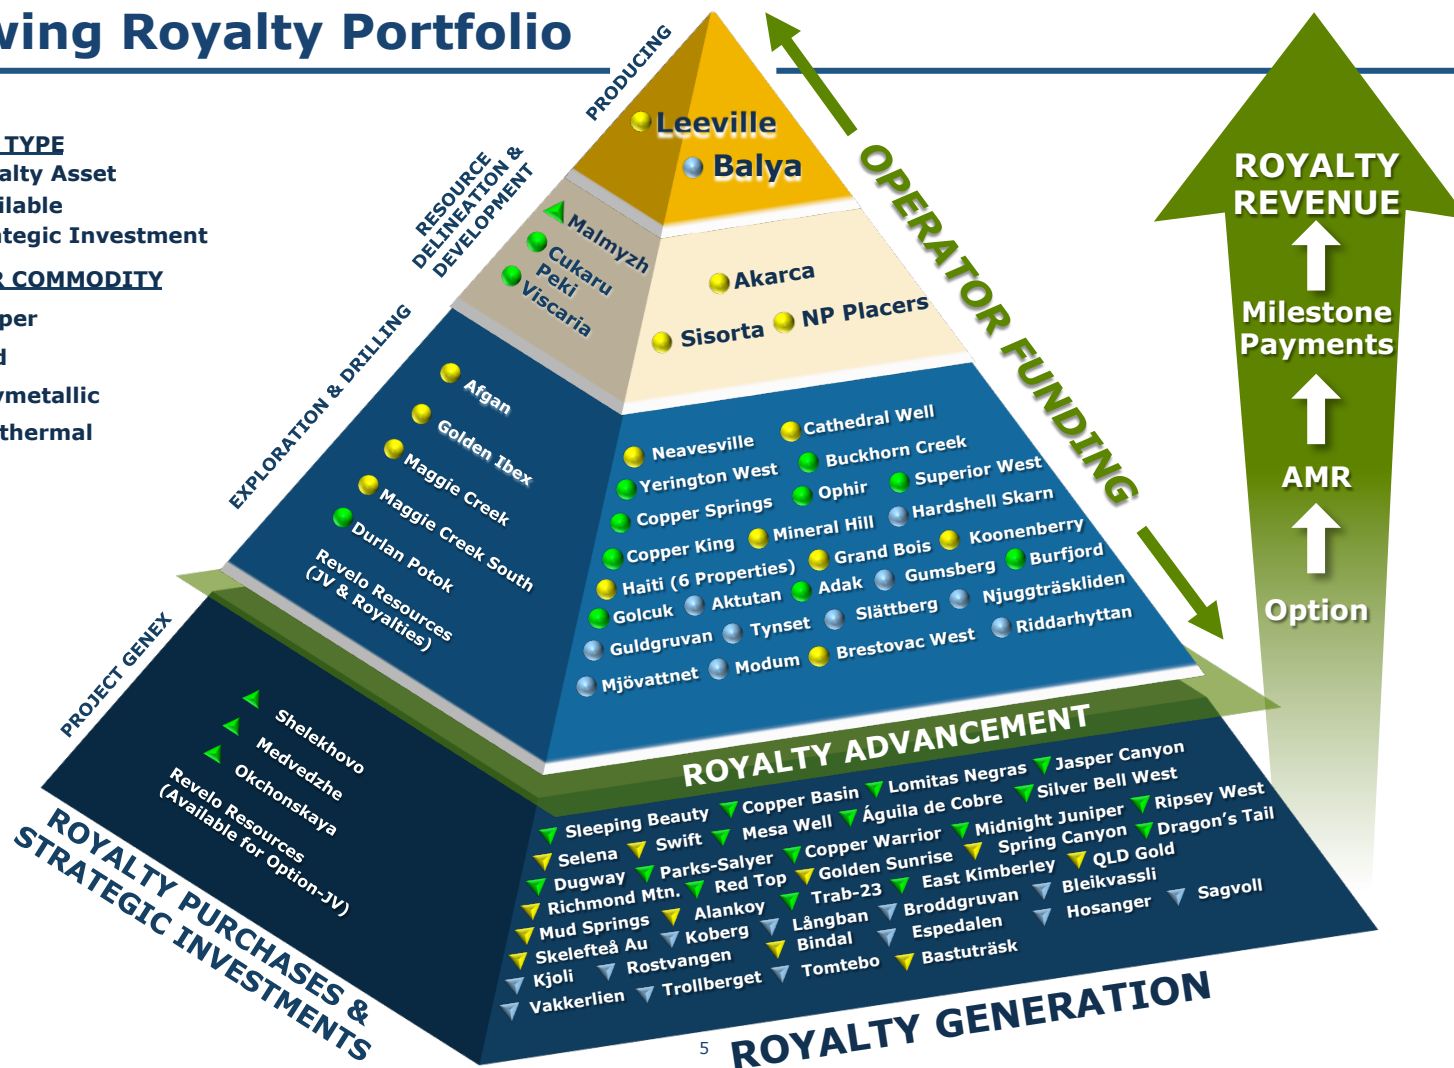 wing Royalty Portfolio
TYPE
alty Asset
ilable
ategic Investment
R COMMODITY
per
d
ymetallic
thermal
PRODUCING
Leeville
Balya
RESOURCE
DELINEATION &
DEVELOPMENT
Malmyzh
Cukaru
Peki
Viscaria
Akarca
Sisorta
NP Placers
EXPLORATION & DRILLING
Afgan
Golden Ibex
Maggie Creek
Maggie Creek South
Durlan Potok
Revelo Resources
(JV & Royalties)
Neavesville
Cathedral Well
Yerington West
Buckhorn Creek
Copper Springs
Ophir
Superior West
Copper King
Mineral Hill
Hardshell Skarn
Haiti (6 Properties)
Grand Bois
Koonenberry
Golcuk
Aktutan
Adak
Gumsberg
Burfjord
Guldgruvan
Tynset
Slättberg
Njuggträskliden
Mjövattnet
Modum
Brestovac West
Riddarhyttan
OPERATOR FUNDING
ROYALTY
REVENUE
Milestone
Payments
AMR
Option
PROJECT GENEX
Shelekhovo
Medvedzhe
Okchonskaya
Revelo Resources
(Available for Option-JV)
ROYALTY ADVANCEMENT
Sleeping Beauty
Copper Basin
Lomitas Negras
Jasper Canyon
Selena
Swift
Mesa Well
Águila de Cobre
Silver Bell West
Dugway
Parks-Salyer
Copper Warrior
Midnight Juniper
Ripsey West
Richmond Mtn.
Red Top
Golden Sunrise
Spring Canyon
Dragon's Tail
Mud Springs
Alankoy
Trab-23
East Kimberley
QLD Gold
Skelefteå Au
Koberg
Långban
Broddgruvan
Bleikvassli
Kjoli
Rostvangen
Bindal
Espedalen
Hosanger
Sagvoll
Vakkerlien
Trollberget
Tomtebo
Bastuträsk
ROYALTY PURCHASES &
STRATEGIC INVESTMENTS
ROYALTY GENERATION
5